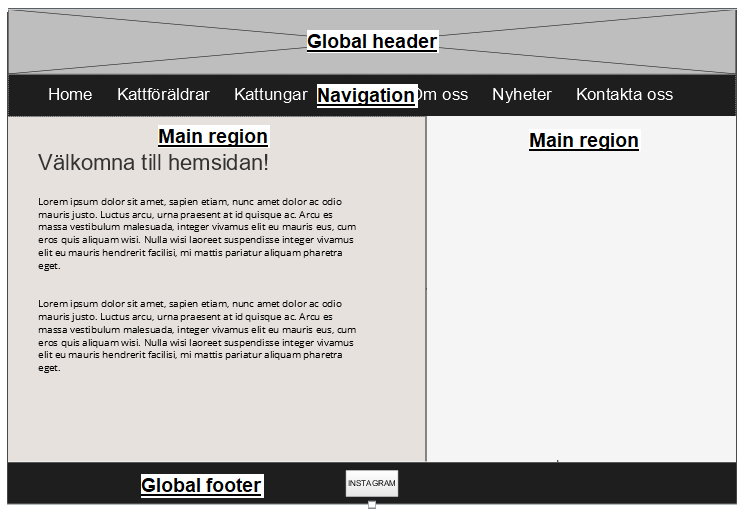 Global header
Home Kattföräldrar Kattungar Navigation Om oss Nyheter Kontakta oss
Main region
Välkomna till hemsidan!
Lorem ipsum dolor sit amet, sapien etiam, nunc amet dolor ac odio
mauris justo. Luctus arcu, urna praesent at id quisque ac. Arcu es
massa vestibulum malesuada, integer vivamus elit eu mauris eus, cum
eros quis aliquam wisi. Nulla wisi laoreet suspendisse integer vivamus
elit eu mauris hendrerit facilisi, mi mattis pariatur aliquam pharetra
eget.
Lorem ipsum dolor sit amet, sapien etiam, nunc amet dolor ac odio
mauris justo. Luctus arcu, urna praesent at id quisque ac. Arcu es
massa vestibulum malesuada, integer vivamus elit eu mauris eus, cum
eros quis aliquam wisi. Nulla wisi laoreet suspendisse integer vivamus
elit eu mauris hendrerit facilisi, mi mattis pariatur aliquam pharetra
eget.
Main region
Global footer
INSTAGRAM